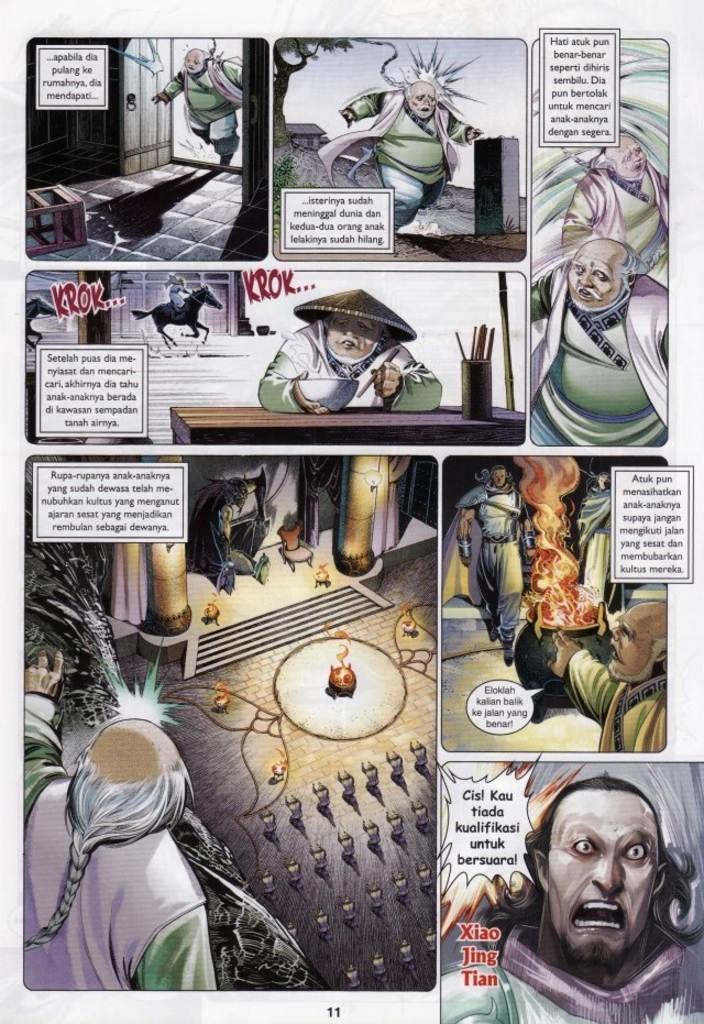 ...apabila dia
pulang ke
rumahnya, dia
mendapati...
...isterinya sudah
meninggal dunia dan
kedua-dua orang anak
lelakinya sudah hilang.
Hati atuk pun
benar-benar
seperti dihiris
sembilu. Dia
pun bertolak
untuk mencari
anak-anaknya
dengan segera.
KROK...
KROK...
Setelah puas dia me-
nyiasat dan mencari-
cari, akhirnya dia tahu
anak-anaknya berada
di kawasan sempadan
tanah airnya.
Rupa-rupanya anak-anaknya
yang sudah dewasa telah me-
nubuhkan kultus yang menganut
ajaran sesat yang menjadikan
rembulan sebagai dewanya.
Atuk pun
menasihatkan
anak-anaknya
supaya jangan
mengikuti jalan
yang sesat dan
membubarkan
kultus mereka.
Eloklah
kalian balik
ke jalan yang
benar!
Cis! Kau
tiada
kualifikasi
untuk
bersuara!
Xiao
Jing
Tian
11